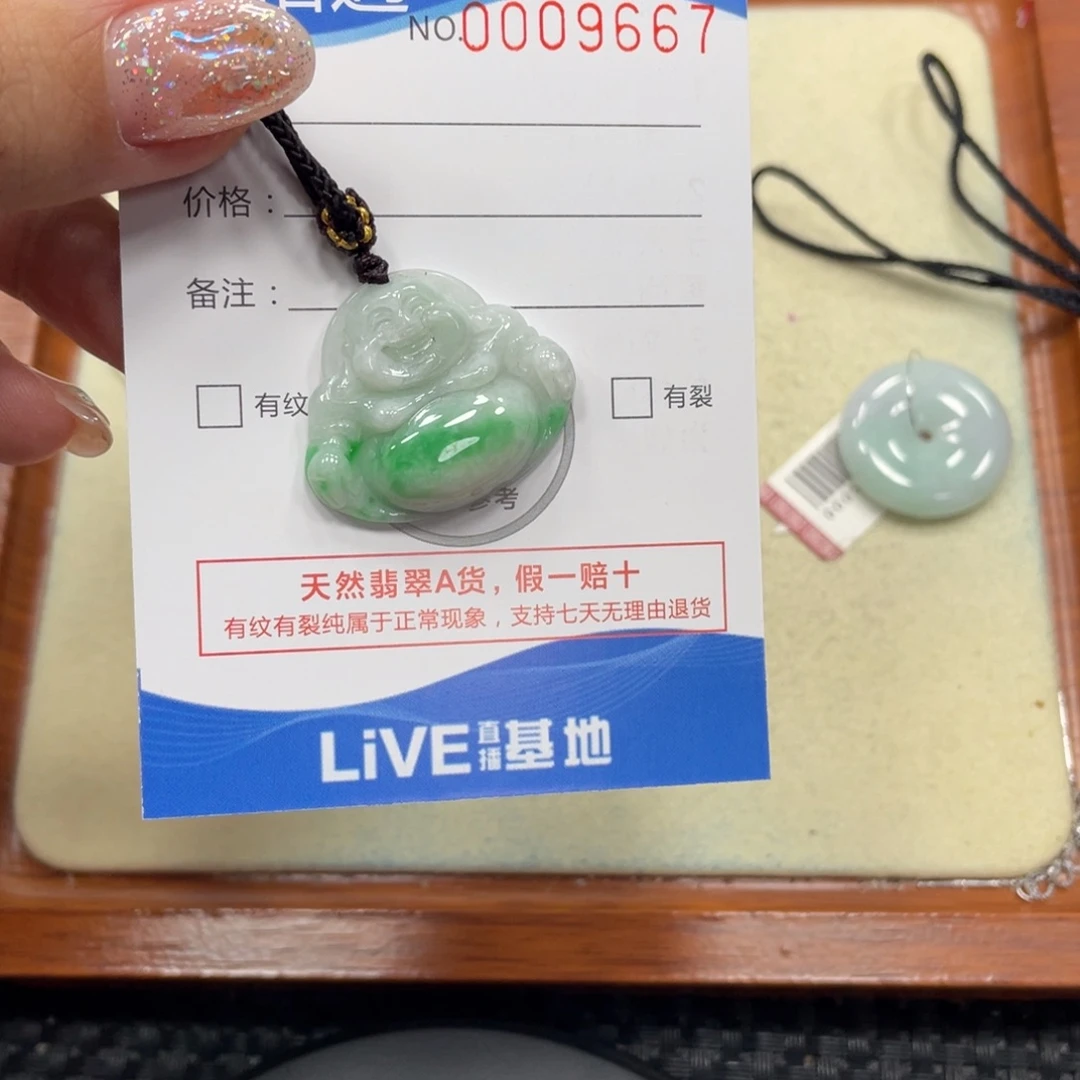 NO.0009667
价格：
备注：
有纹
有裂
参考
天然翡翠A货，假一赔十
有纹有裂纯属于正常现象，支持七天无理由退货
LiVE直播基地